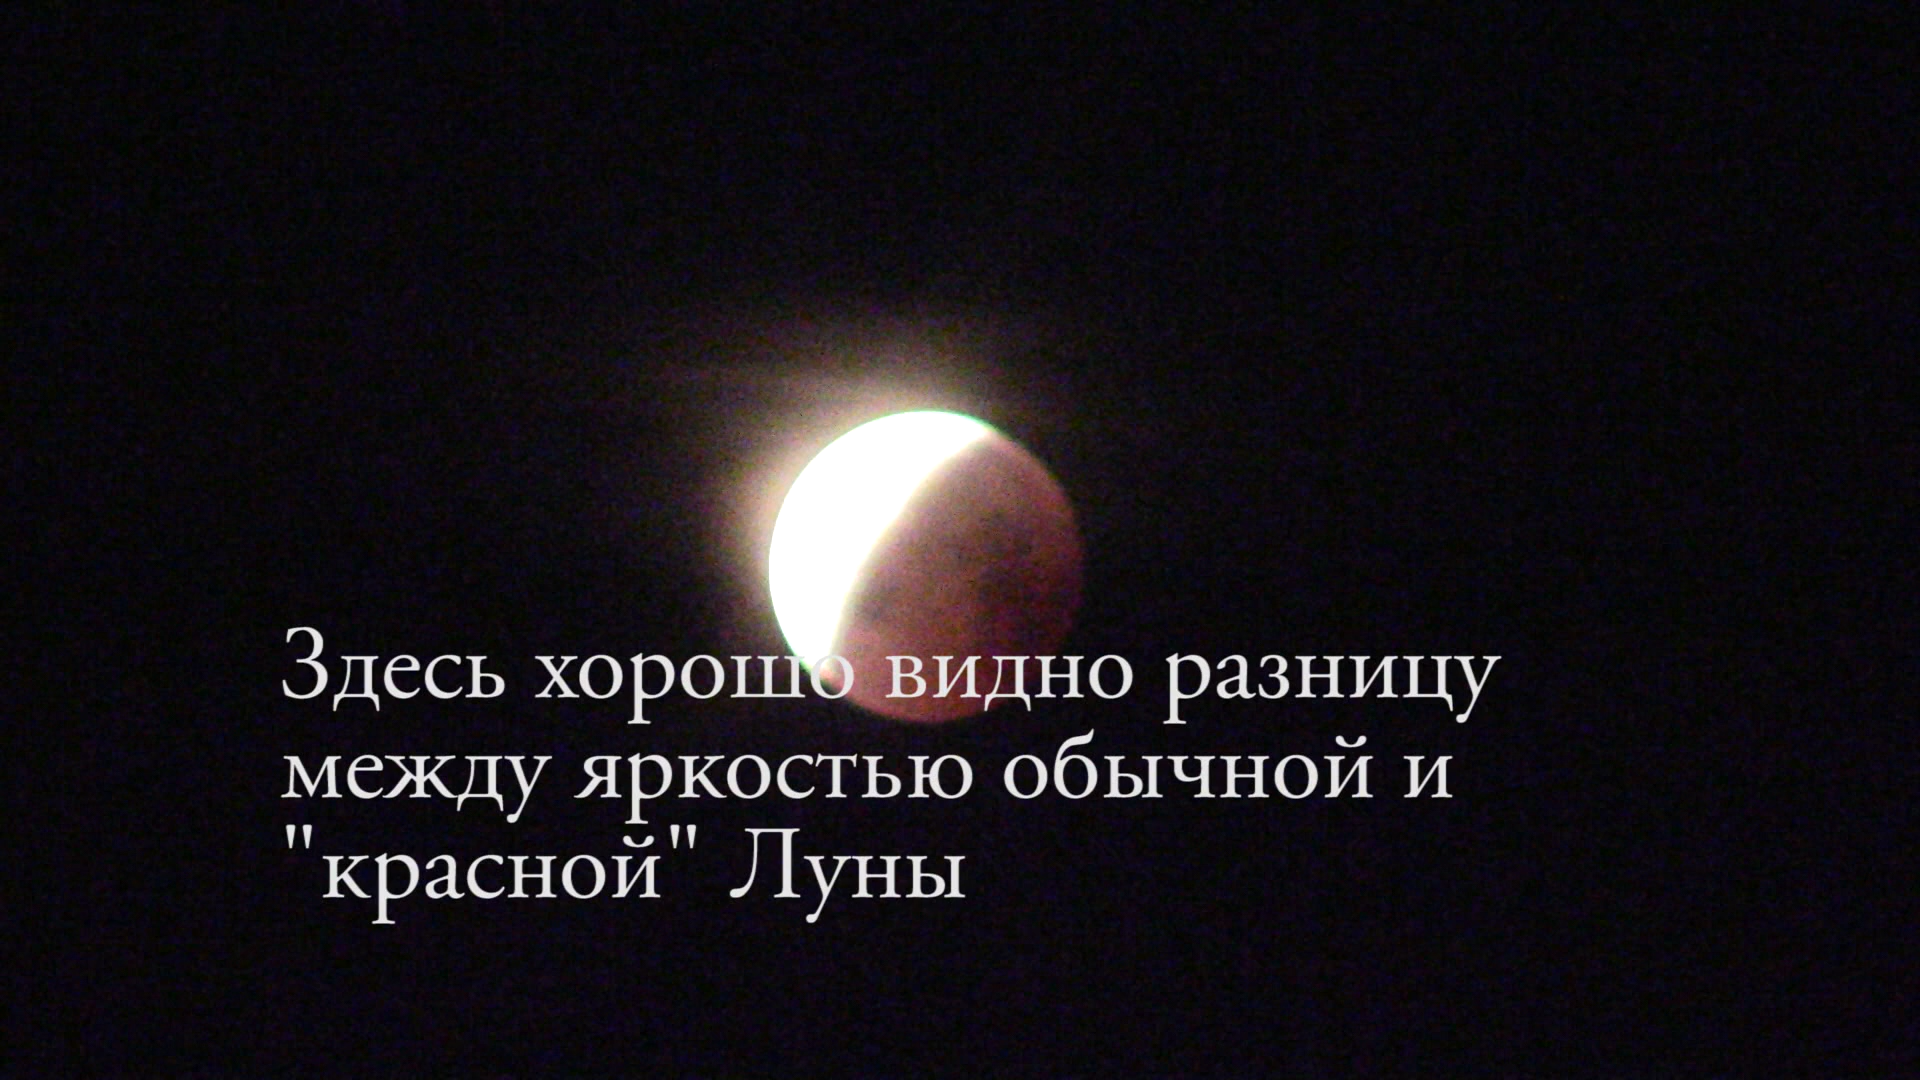 Здесь хорошо видно разницу
между яркостью обычной и
"красной" Луны